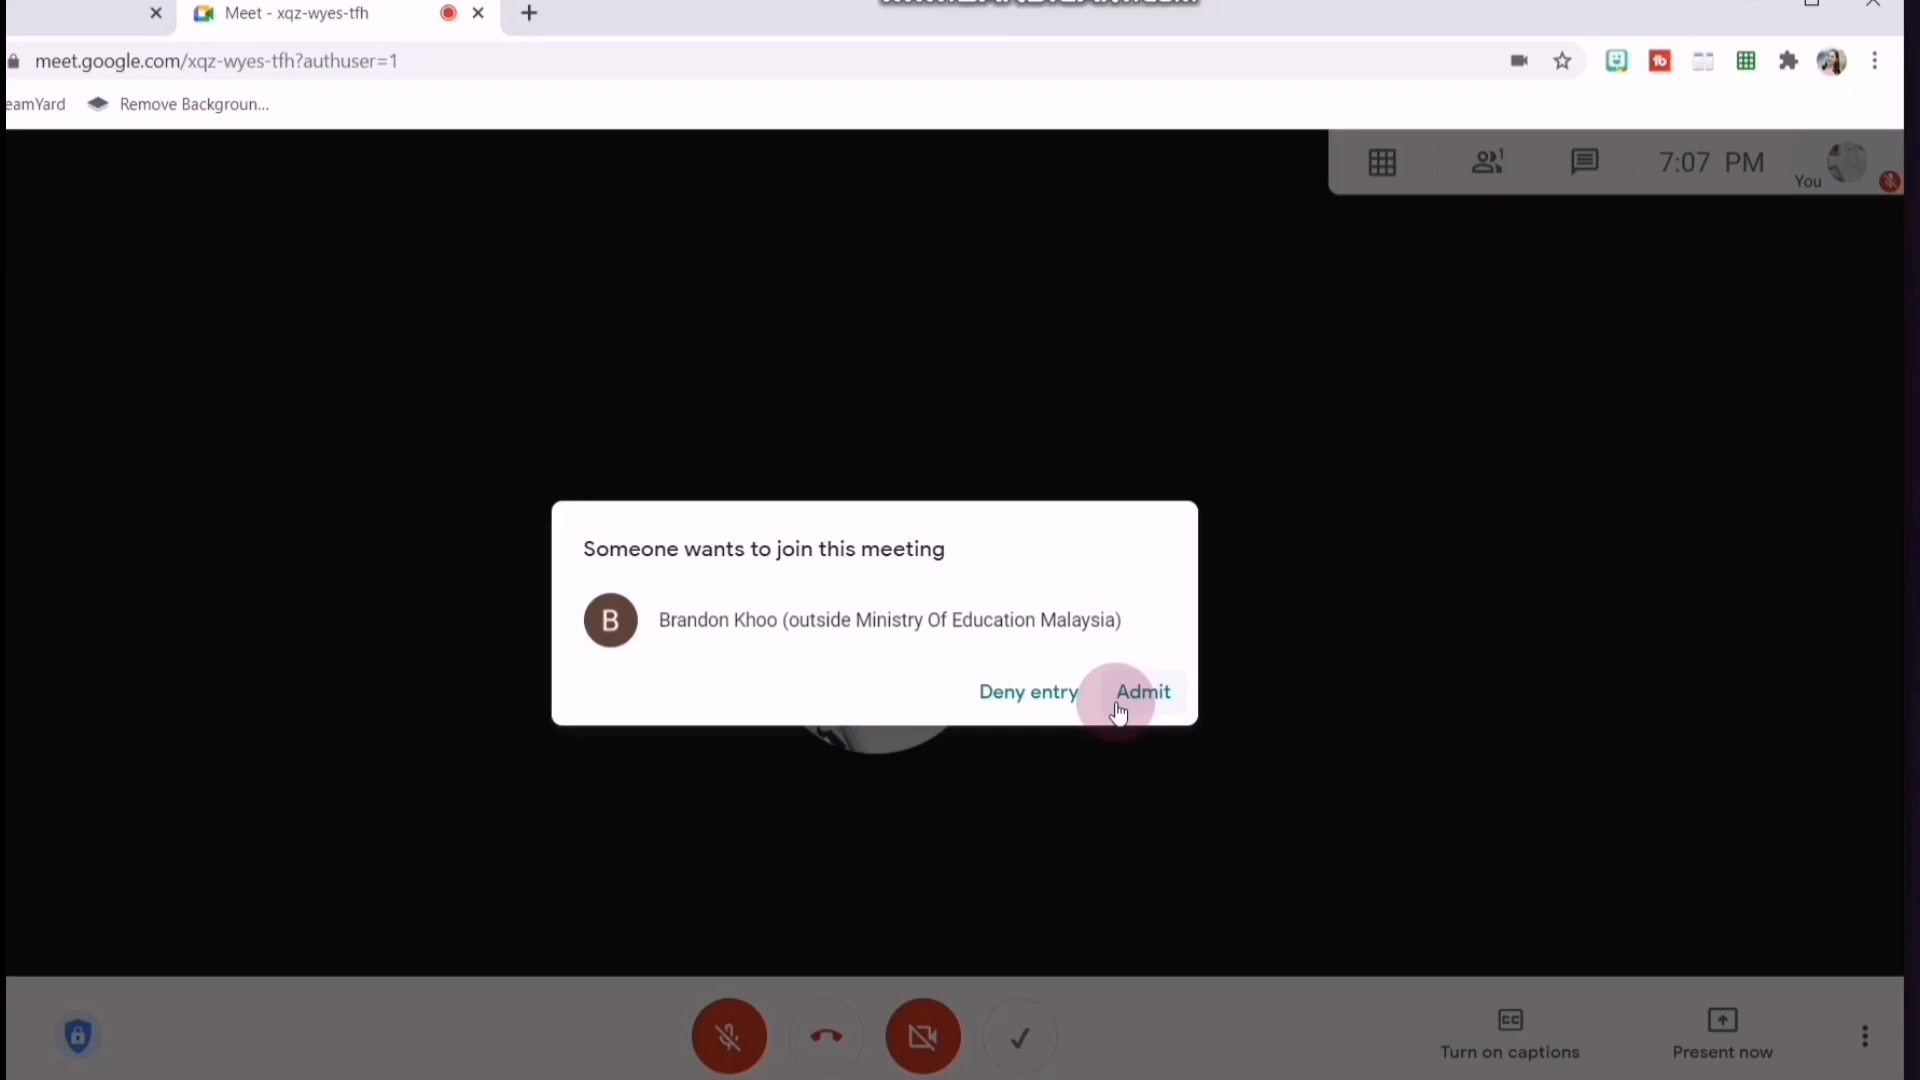 Meet - xqz-wyes-tfh
meet.google.com/xqz-wyes-tfh?authuser=1
eamYard
Remove Backgroun...
1
7:07 PM
You
Someone wants to join this meeting
B
Brandon Khoo (outside Ministry Of Education Malaysia)
Deny entry
Admit
CC
Turn on captions
Present now